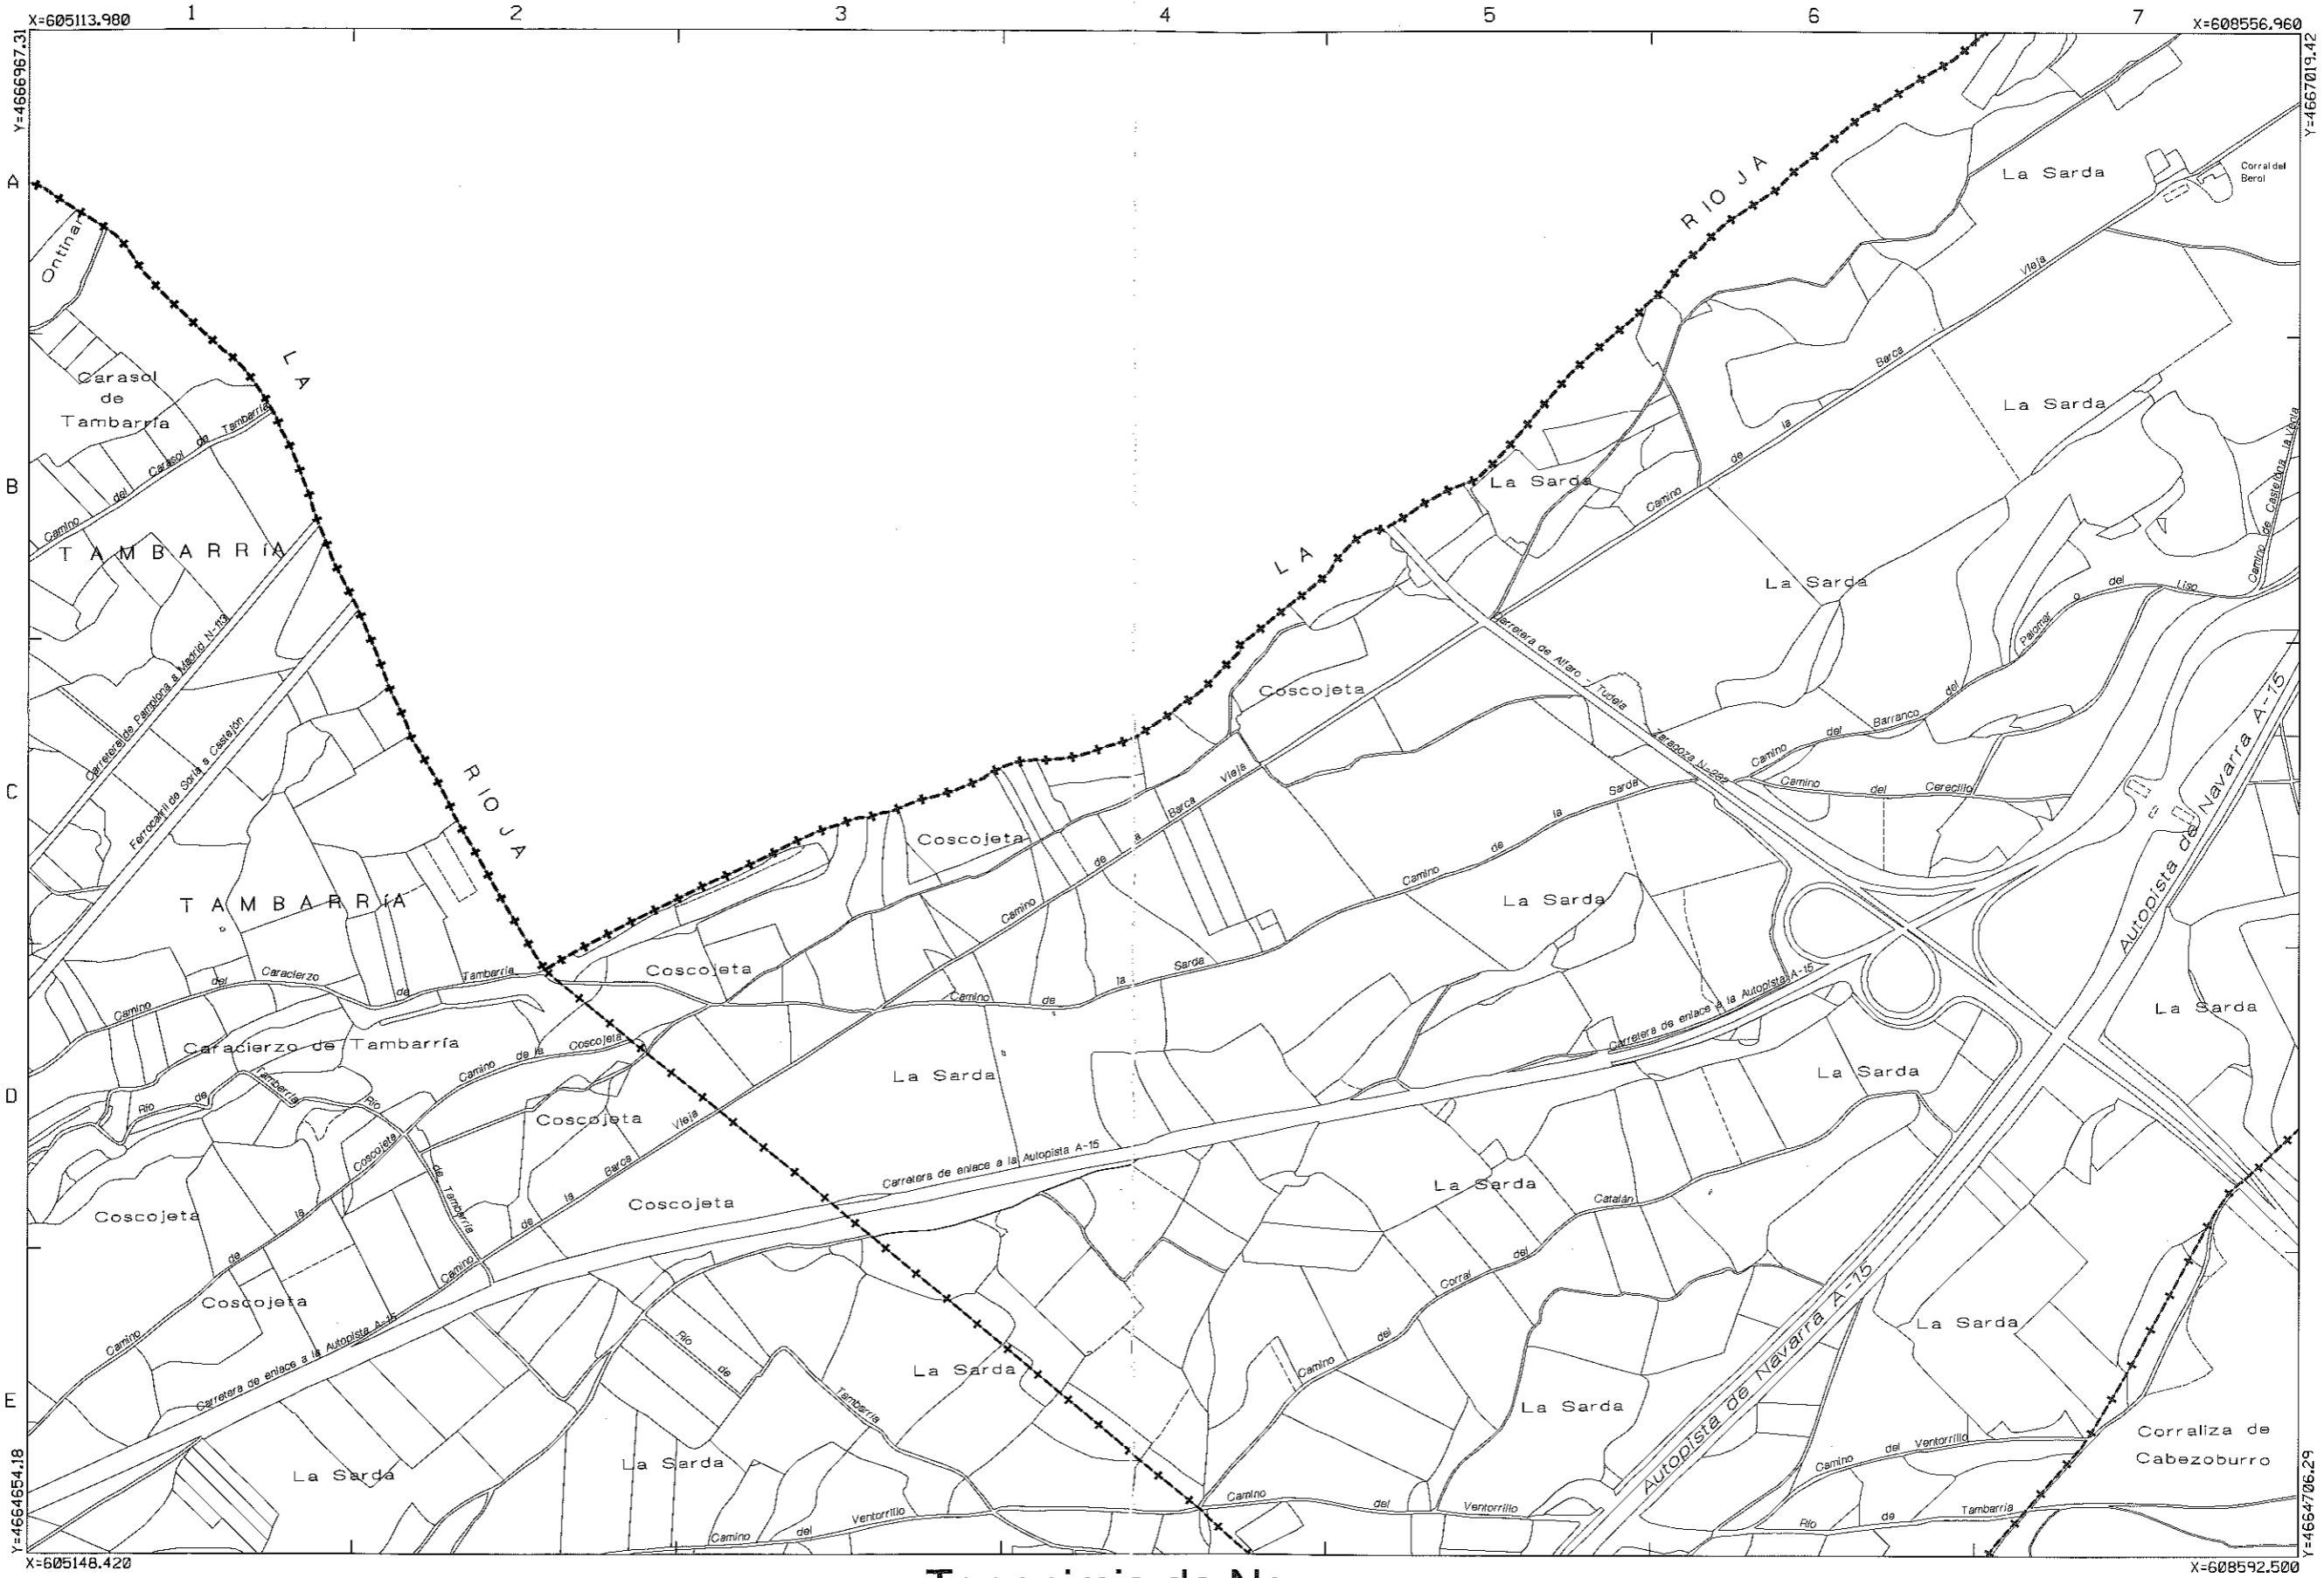 1 2 3 4 5 6 7
X=605113.980
X=608556.960
Y=4666967.31
Y=4667019.42
A
B
C
D
E
Ontinar
LA
RIOJA
LA
RIOJA
La Sarda
Corral del
Berol
Carasol
de
Tambarría
Camino del Carasol de Tambarría
TAMBARRíA
Carretera de Pamplona a Madrid N-113
Ferrocarril de Soria a Castejón
Camino de la Barca Vieja
La Sarda
La Sarda
La Sarda
Camino de Castejón a la Venta
Camino del Barranco del Palomar o del Liso
Carretera de Alfaro - Tudela
Zaragoza N-232
Coscojeta
Camino del Cerecillo
Autopista de Navarra A-15
Coscojeta
Camino de la Sarda
Camino de a Barca Vieja
TAMBARRíA
La Sarda
Coscojeta
Camino del Caracierzo de Tambarría
Camino de la Sarda
Carretera de enlace a la Autopista A-15
La Sarda
Caracierzo de Tambarría
Camino de la Coscojeta
Río de Tambarría
Río de Tambarría
La Sarda
La Sarda
Coscojeta
Camino de la Barca Vieja
Carretera de enlace a la Autopista A-15
La Sarda
Camino del Corral del Catalán
Coscojeta
Coscojeta
Camino de la Coscojeta
Coscojeta
Carretera de enlace a la Autopista A-15
Río de Tambarría
La Sarda
Autopista de Navarra A-15
La Sarda
La Sarda
La Sarda
La Sarda
Camino del Ventorrillo
Camino del Ventorrillo
Camino del Ventorrillo
Corraliza de
Cabezoburro
Río de Tambarría
Y=4664654.18
Y=4664706.29
X=605148.420
X=608592.500